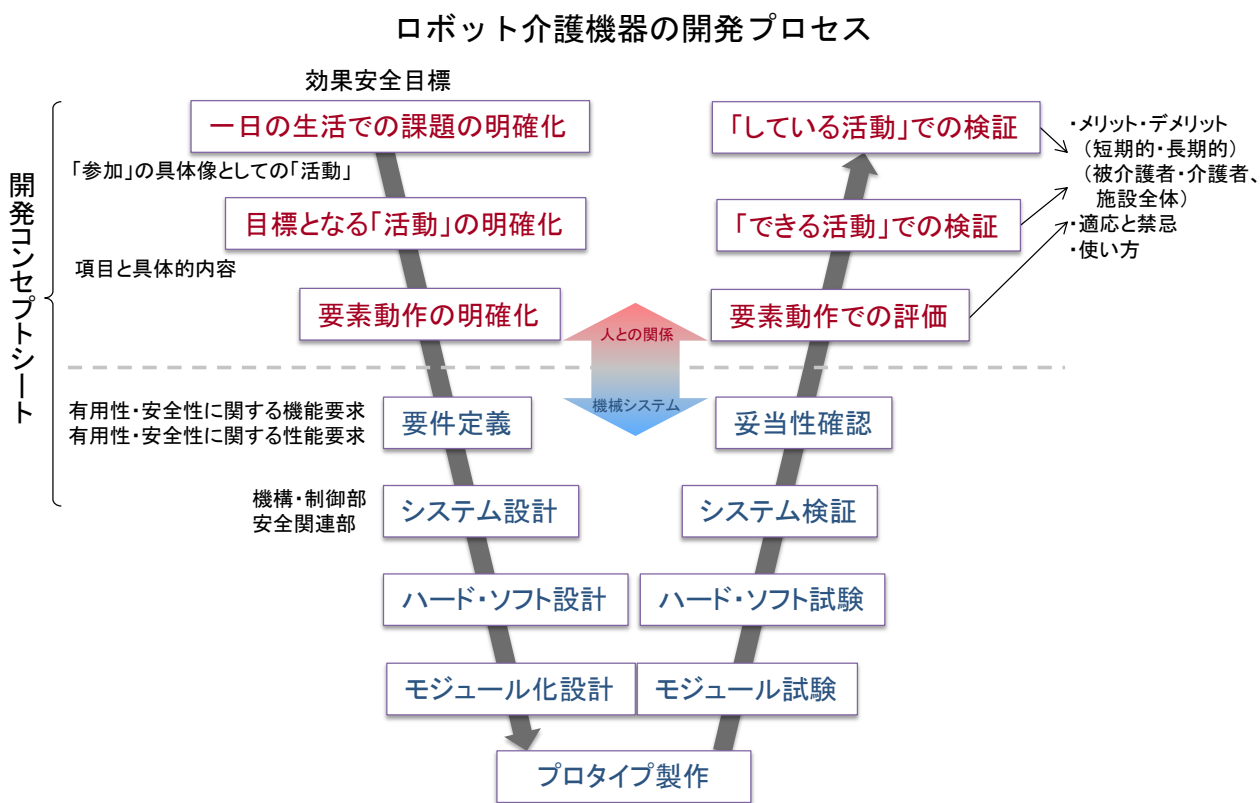 ロボット介護機器の開発プロセス
効果安全目標
一日の生活での課題の明確化
「している活動」での検証
・メリット・デメリット
（短期的・長期的）
（被介護者・介護者、
施設全体）
・適応と禁忌
・使い方
「参加」の具体像としての「活動」
目標となる「活動」の明確化
「できる活動」での検証
項目と具体的内容
要素動作の明確化
要素動作での評価
人との関係
機械システム
開発コンセプトシート
有用性・安全性に関する機能要求
有用性・安全性に関する性能要求
要件定義
妥当性確認
機構・制御部
安全関連部
システム設計
システム検証
ハード・ソフト設計
ハード・ソフト試験
モジュール化設計
モジュール試験
プロタイプ製作